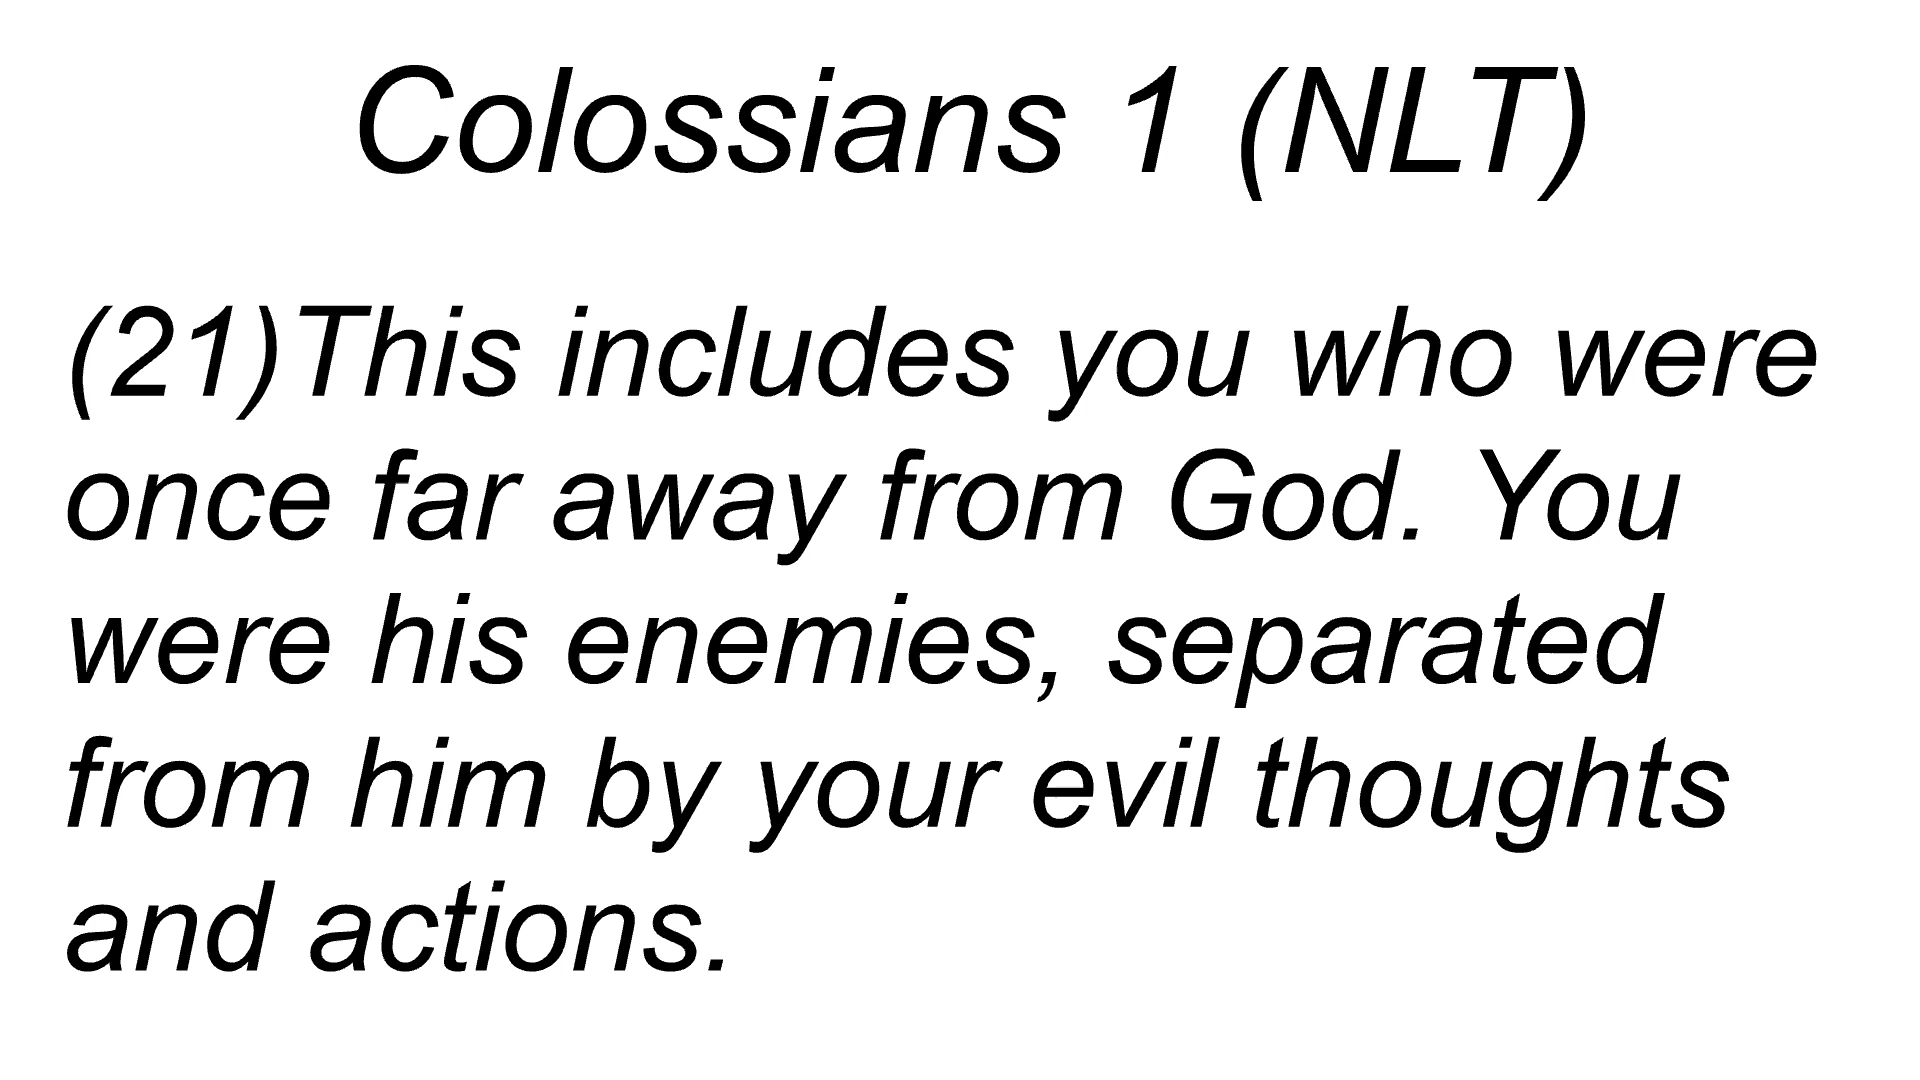 Colossians 1 (NLT)
(21)This includes you who were
once far away from God. You
were his enemies, separated
from him by your evil thoughts
and actions.